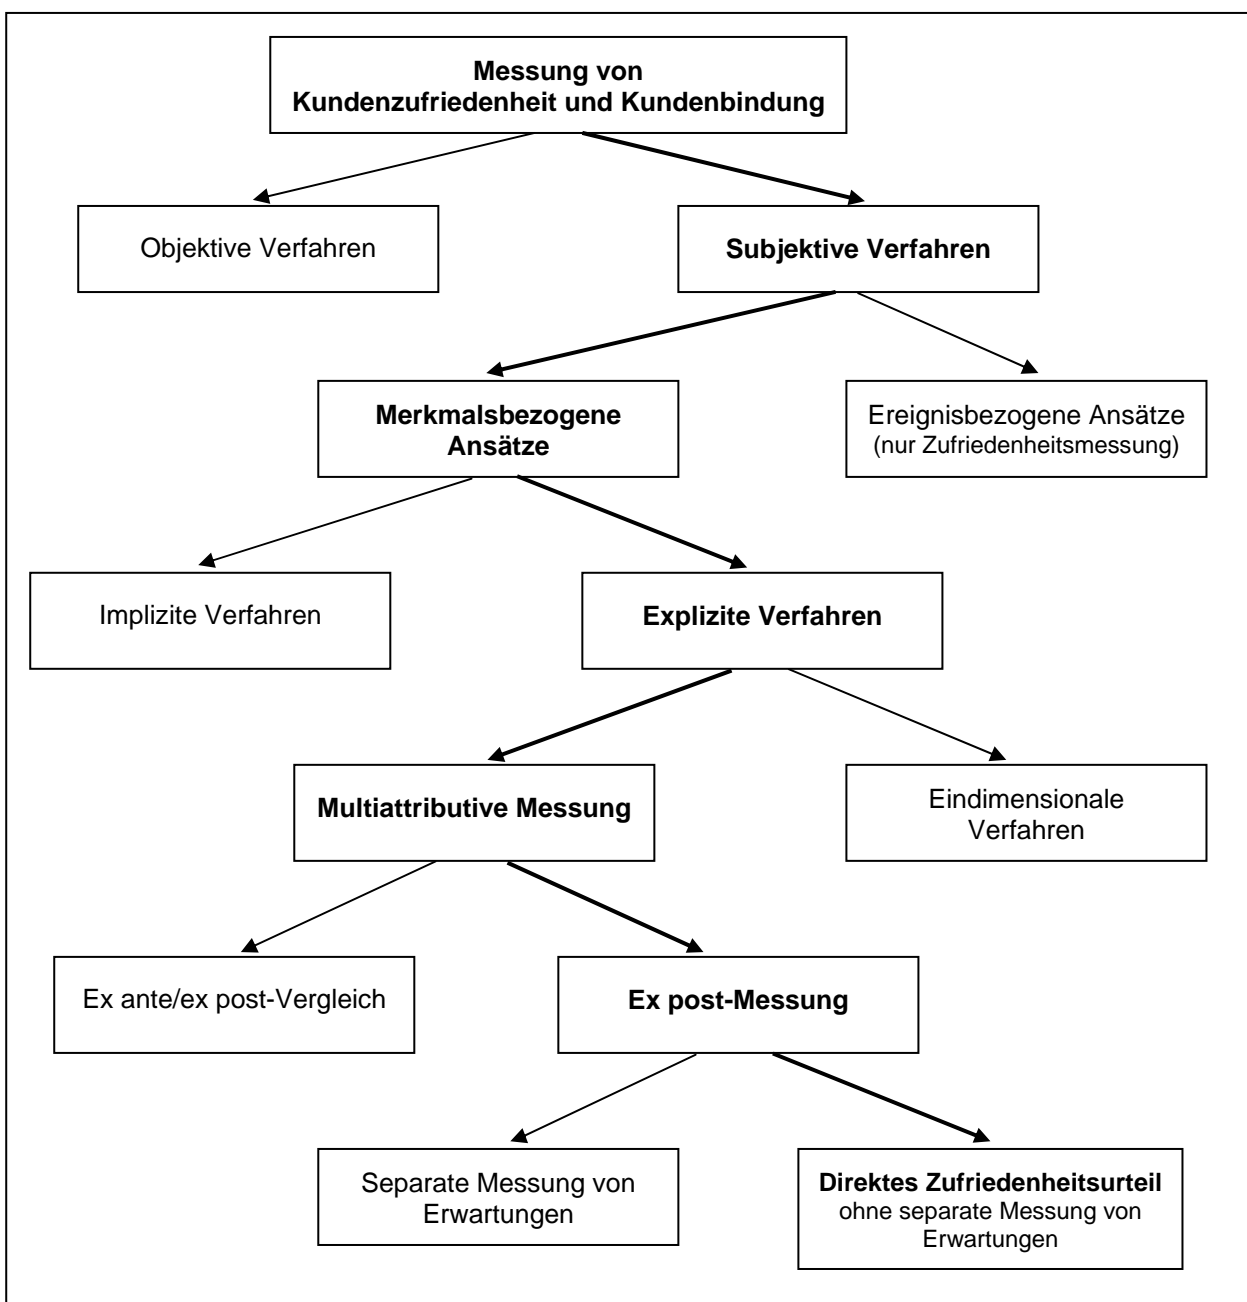 Messung von
Kundenzufriedenheit und Kundenbindung
Objektive Verfahren
Subjektive Verfahren
Merkmalsbezogene
Ansätze
Ereignisbezogene Ansätze
(nur Zufriedenheitsmessung)
Implizite Verfahren
Explizite Verfahren
Multiattributive Messung
Eindimensionale
Verfahren
Ex ante/ex post-Vergleich
Ex post-Messung
Separate Messung von
Erwartungen
Direktes Zufriedenheitsurteil
ohne separate Messung von
Erwartungen